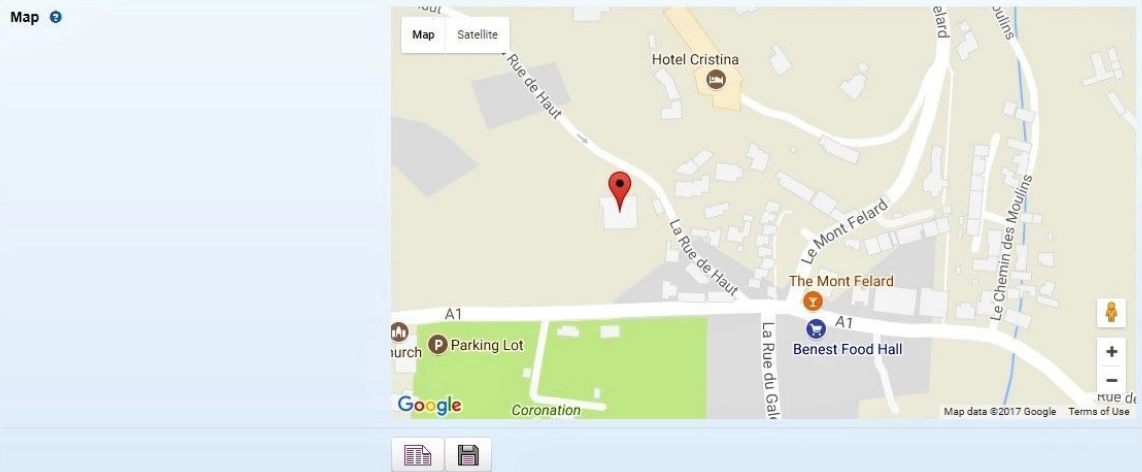 Map
Map
Satellite
La Rue de Haut
Hotel Cristina
La Rue de Haut
Le Mont Felard
Le Chemin des Moulins
The Mont Felard
A1
A1
Benest Food Hall
P Parking Lot
La Rue du Gale
Google
Coronation
Map data ©2017 Google
Terms of Use
Rue de